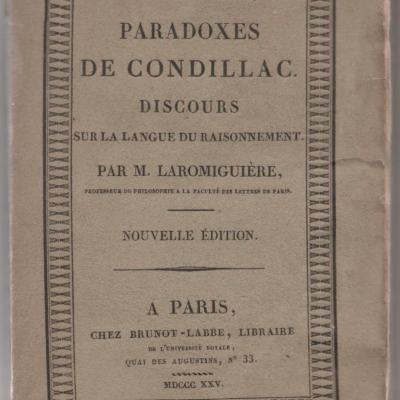 PARADOXES
DE CONDILLAC.
DISCOURS
SUR LA LANGUE DU RAISONNEMENT.
PAR M. LAROMIGUIÈRE,
PROFESSEUR DE PHILOSOPHIE A LA FACULTÉ DES LETTRES DE PARIS.
NOUVELLE ÉDITION.
A PARIS,
CHEZ BRUNOT-LABBE, LIBRAIRE
DE L'UNIVERSITÉ ROYALE,
QUAI DES AUGUSTINS, N° 33.
MDCCC XXV.